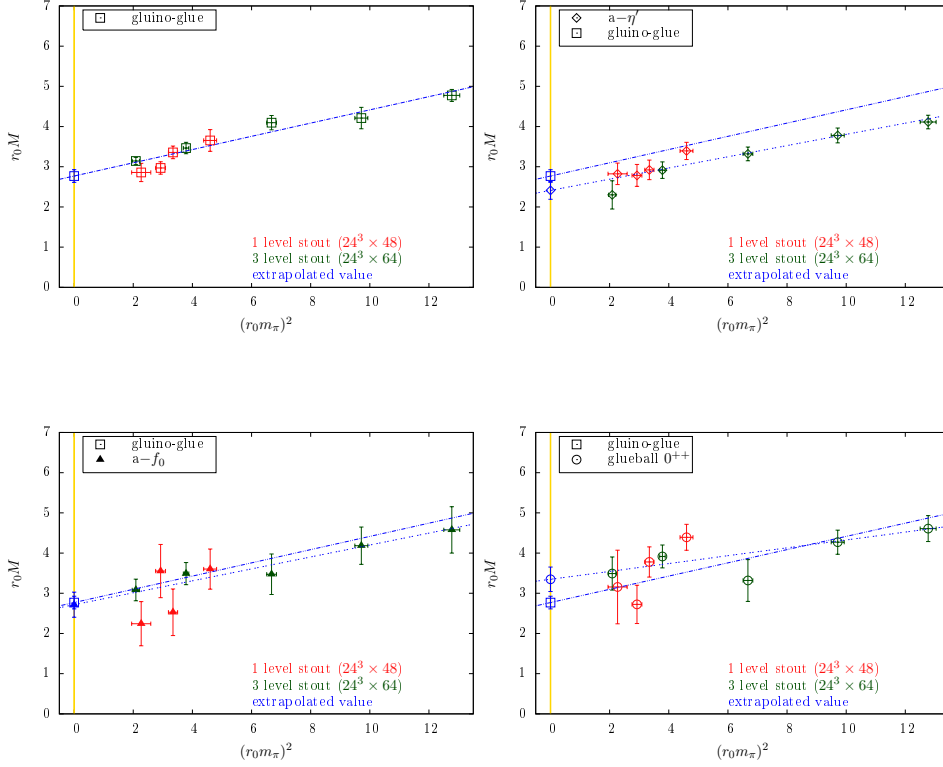 7
6
5
4
3
2
1
0
r₀M
gluino-glue
1 level stout (24³ × 48)
3 level stout (24³ × 64)
extrapolated value
0 2 4 6 8 10 12
(r₀m_π)²
7
6
5
4
3
2
1
0
r₀M
a−η′
gluino-glue
1 level stout (24³ × 48)
3 level stout (24³ × 64)
extrapolated value
0 2 4 6 8 10 12
(r₀m_π)²
7
6
5
4
3
2
1
0
r₀M
gluino-glue
a−f₀
1 level stout (24³ × 48)
3 level stout (24³ × 64)
extrapolated value
0 2 4 6 8 10 12
(r₀m_π)²
7
6
5
4
3
2
1
0
r₀M
gluino-glue
glueball 0⁺⁺
1 level stout (24³ × 48)
3 level stout (24³ × 64)
extrapolated value
0 2 4 6 8 10 12
(r₀m_π)²